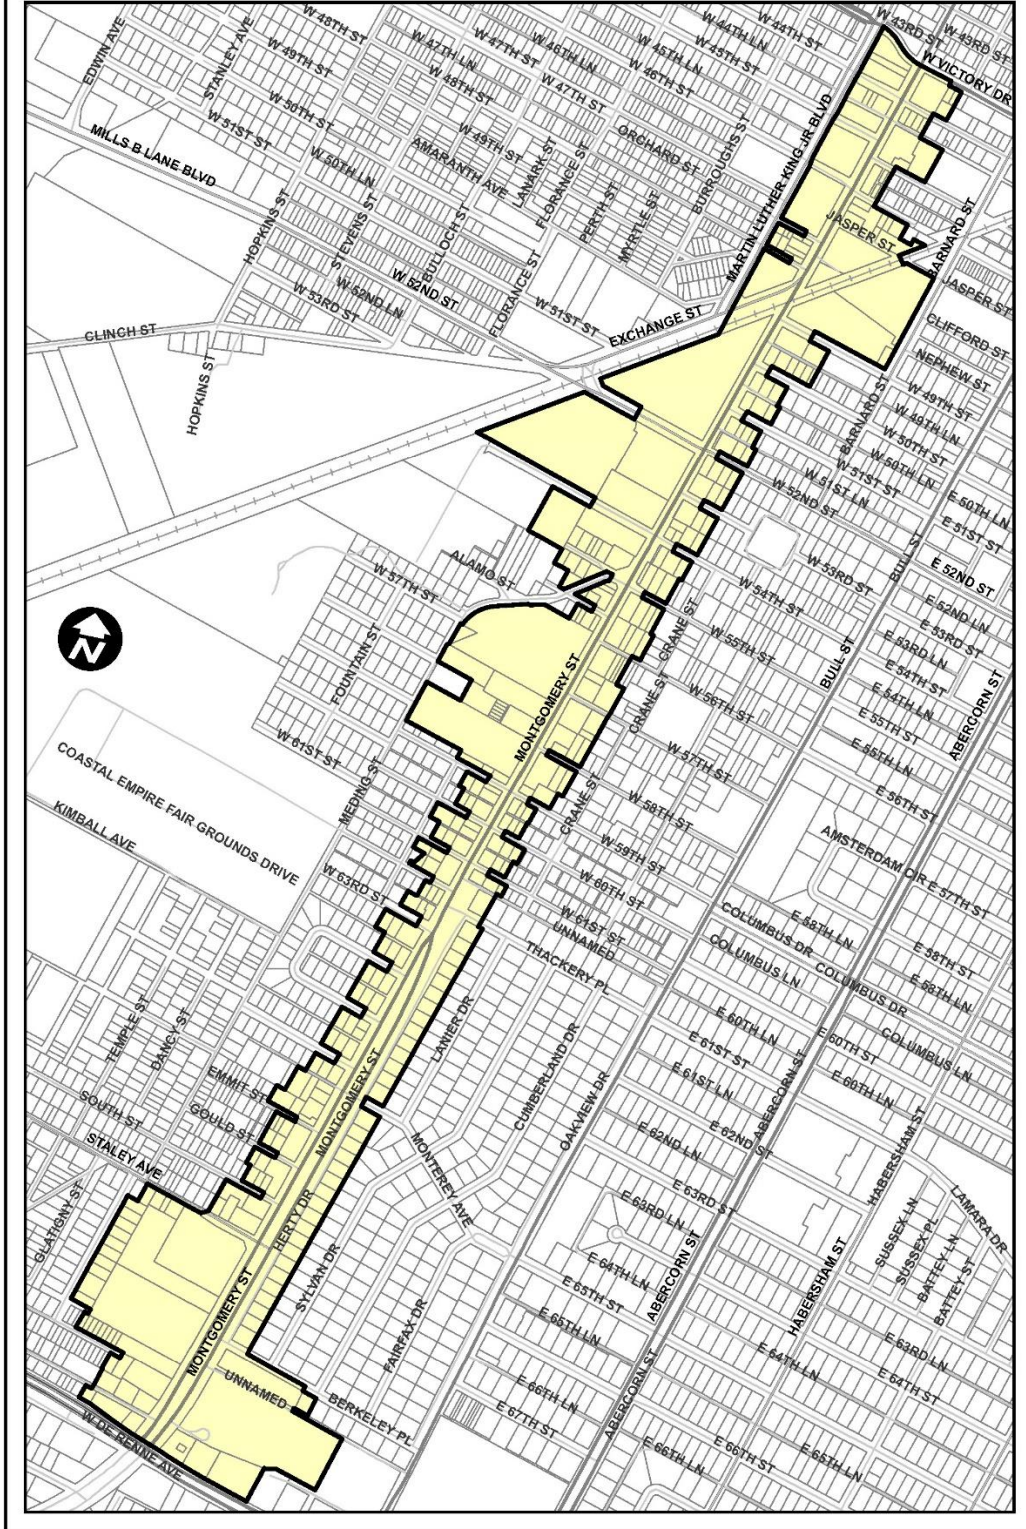 W 48TH ST
W 44TH LN
W 44TH ST
W 43RD ST
W 43RD ST
EDWIN AVE
STANLEY AVE
W 49TH ST
W 47TH LN
W 47TH ST
W 46TH LN
W 45TH LN
W 45TH ST
W VICTORY DR
W 48TH ST
W 47TH ST
W 46TH ST
W 50TH ST
W 51ST ST
MILLS B LANE BLVD
W 50TH LN
W 49TH ST
AMARANTH AVE
LANARK ST
FLORANCE ST
ORCHARD ST
BURROUGHS ST
MARTIN LUTHER KING JR BLVD
PERTH ST
MYRTLE ST
HOPKINS ST
STEVENS ST
BULLOCH ST
JASPER ST
BARNARD ST
JASPER ST
W 52ND ST
W 52ND LN
W 53RD ST
FLORANCE ST
W 51ST ST
EXCHANGE ST
CLINCH ST
HOPKINS ST
CLIFFORD ST
NEPHEW ST
W 49TH ST
W 49TH LN
BARNARD ST
W 50TH ST
W 50TH LN
W 51ST ST
W 51ST LN
W 52ND ST
E 50TH LN
E 51ST ST
BULL ST
E 52ND ST
W 53RD ST
W 54TH ST
E 52ND LN
E 53RD ST
E 53RD LN
E 54TH ST
E 54TH LN
E 55TH ST
E 55TH LN
E 56TH ST
ALAMO ST
W 57TH ST
N
FOUNTAIN ST
CRANE ST
W 55TH ST
BULL ST
ABERCORN ST
MONTGOMERY ST
CRANE ST
W 56TH ST
W 57TH ST
W 61ST ST
MEDING ST
COASTAL EMPIRE FAIR GROUNDS DRIVE
KIMBALL AVE
CRANE ST
W 58TH ST
W 59TH ST
W 60TH ST
W 61ST ST
UNNAMED
THACKERY PL
W 63RD ST
AMSTERDAM CIR
E 57TH ST
E 58TH LN
COLUMBUS DR
COLUMBUS LN
COLUMBUS DR
E 58TH ST
E 58TH LN
COLUMBUS LN
E 60TH LN
E 61ST ST
E 61ST LN
E 60TH ST
E 60TH LN
TEMPLE ST
DANCY ST
LANIER DR
CUMBERLAND DR
OAKVIEW DR
ABERCORN ST
EMMIT ST
GOULD ST
SOUTH ST
STALEY AVE
MONTGOMERY ST
MONTEREY AVE
E 62ND LN
E 62ND ST
E 63RD ST
E 63RD LN
HABERSHAM ST
LAMARA DR
SUSSEX LN
SUSSEX PL
BATTEY LN
BATTEY ST
GLATIGNY ST
HERTY DR
SYLVAN DR
FAIRFAX DR
E 64TH LN
E 65TH ST
E 65TH LN
ABERCORN ST
HABERSHAM ST
E 63RD LN
E 64TH ST
E 64TH LN
MONTGOMERY ST
UNNAMED
BERKELEY PL
W DE RENNE AVE
E 66TH LN
E 67TH ST
ABERCORN ST
E 66TH LN
E 66TH ST
E 65TH LN